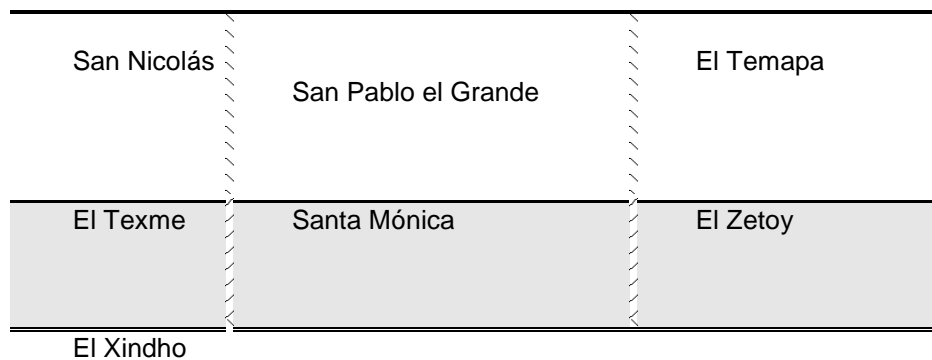 San Nicolás
San Pablo el Grande
El Temapa
El Texme
Santa Mónica
El Zetoy
El Xindho